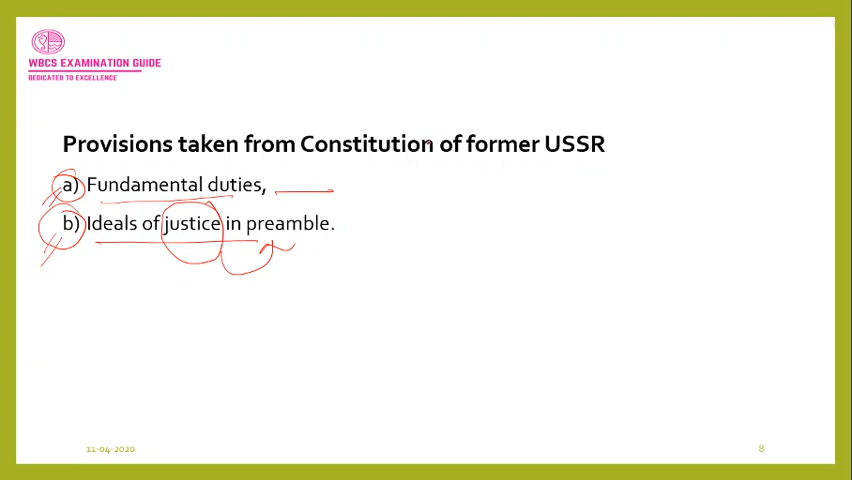 WBCS EXAMINATION GUIDE
DEDICATED TO EXCELLENCE
Provisions taken from Constitution of former USSR
a) Fundamental duties,
b) Ideals of justice in preamble.
11-04-2020
8